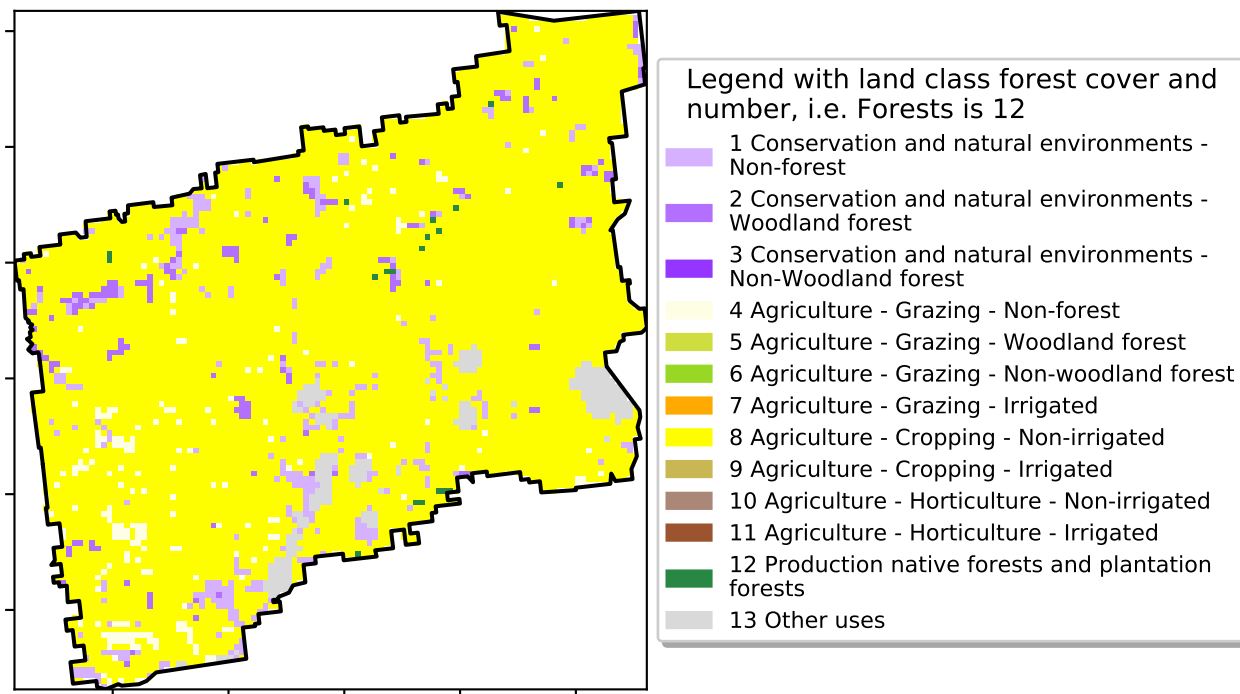 Legend with land class forest cover and
number, i.e. Forests is 12
1 Conservation and natural environments -
Non-forest
2 Conservation and natural environments -
Woodland forest
3 Conservation and natural environments -
Non-Woodland forest
4 Agriculture - Grazing - Non-forest
5 Agriculture - Grazing - Woodland forest
6 Agriculture - Grazing - Non-woodland forest
7 Agriculture - Grazing - Irrigated
8 Agriculture - Cropping - Non-irrigated
9 Agriculture - Cropping - Irrigated
10 Agriculture - Horticulture - Non-irrigated
11 Agriculture - Horticulture - Irrigated
12 Production native forests and plantation
forests
13 Other uses